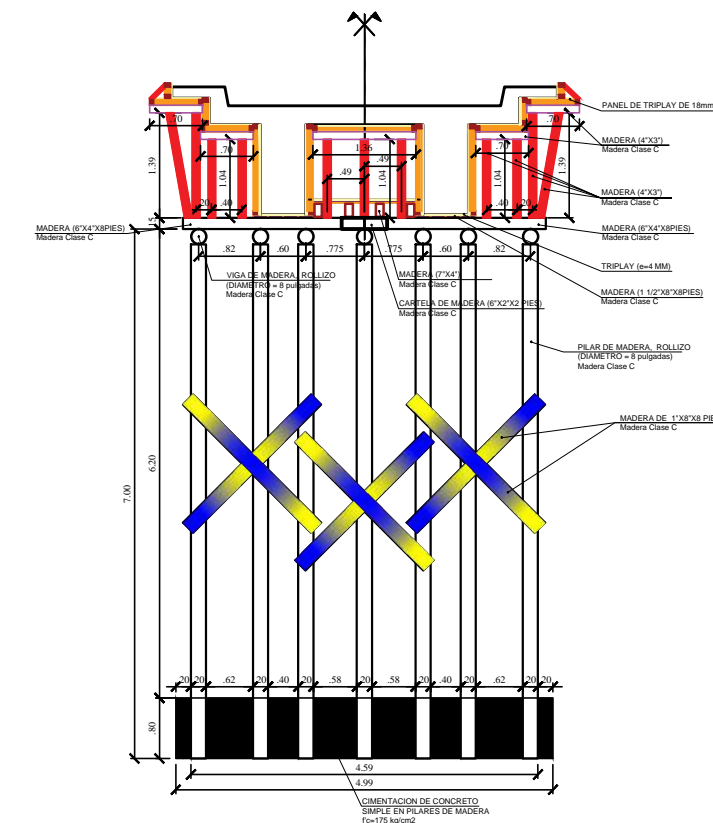 PANEL DE TRIPLAY DE 18mm
.70
.70
MADERA (4"X3")
Madera Clase C
1.36
.70
.70
.49
.49
1.39
1.04
1.04
1.04
1.39
MADERA (4"X3")
Madera Clase C
.20
.40
.40
.20
.15
MADERA (6"X4"X8PIES)
Madera Clase C
MADERA (6"X4"X8PIES)
Madera Clase C
.82
.60
.775
.775
.60
.82
TRIPLAY (e=4 MM)
VIGA DE MADERA, ROLLIZO
(DIAMETRO = 8 pulgadas)
Madera Clase C
MADERA (7"X4")
Madera Clase C
MADERA (1 1/2"X8"X8PIES)
Madera Clase C
CARTELA DE MADERA (6"X2"X2 PIES)
Madera Clase C
PILAR DE MADERA, ROLLIZO
(DIAMETRO = 8 pulgadas)
Madera Clase C
MADERA DE 1"X8"X8 PIE
Madera Clase C
7.00
6.20
.20
.20
.62
.20
.40
.20
.58
.20
.58
.20
.40
.20
.62
.20
.20
.80
4.59
4.99
CIMENTACION DE CONCRETO
SIMPLE EN PILARES DE MADERA
f'c=175 kg/cm2